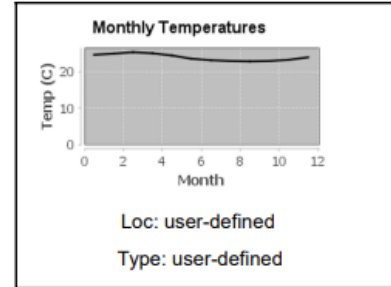 Monthly Temperatures
Temp (C)
20
10
0
0 2 4 6 8 10 12
Month
Loc: user-defined
Type: user-defined